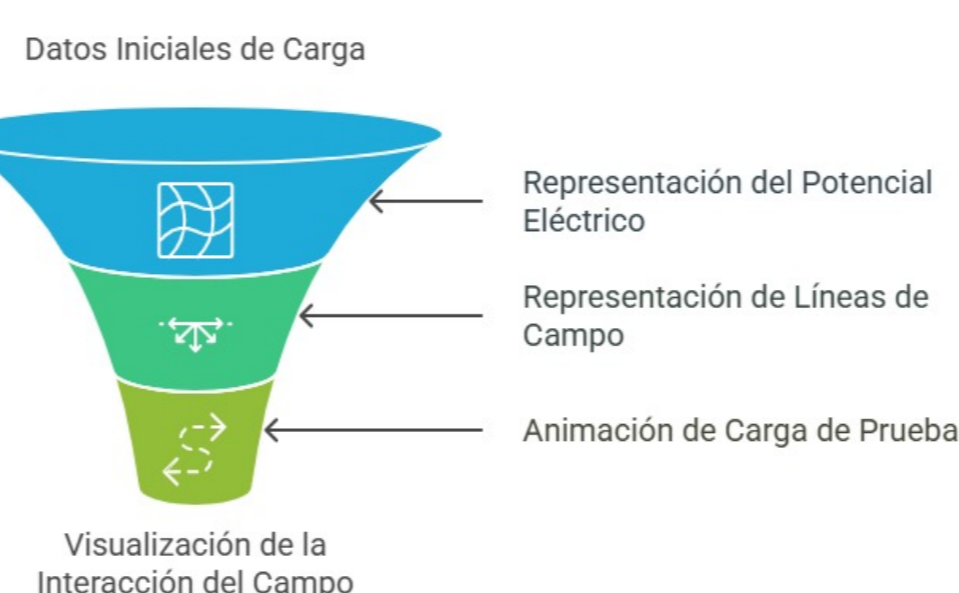 Datos Iniciales de Carga
Representación del Potencial
Eléctrico
Representación de Líneas de
Campo
Animación de Carga de Prueba
Visualización de la
Interacción del Campo